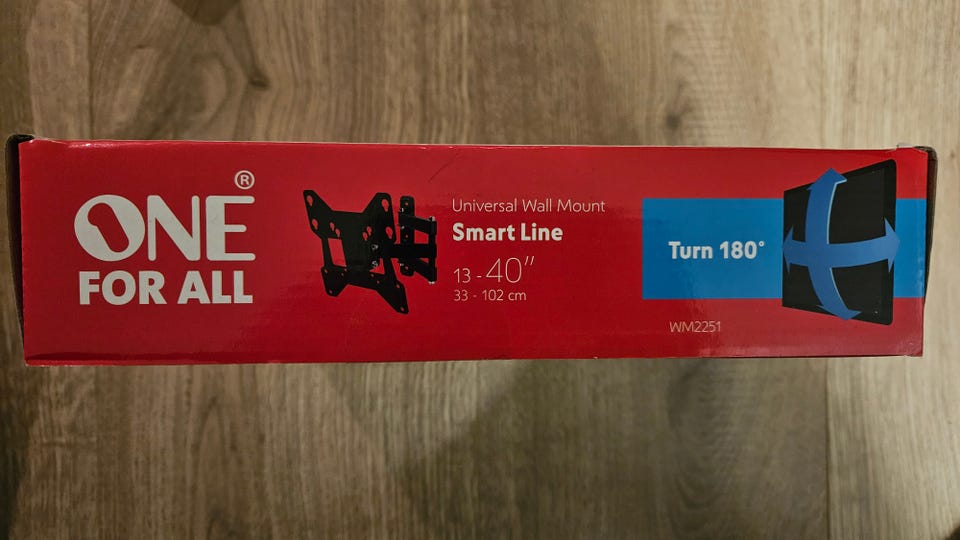 ONE®
FOR ALL
Universal Wall Mount
Smart Line
13 - 40"
33 - 102 cm
Turn 180°
WM2251